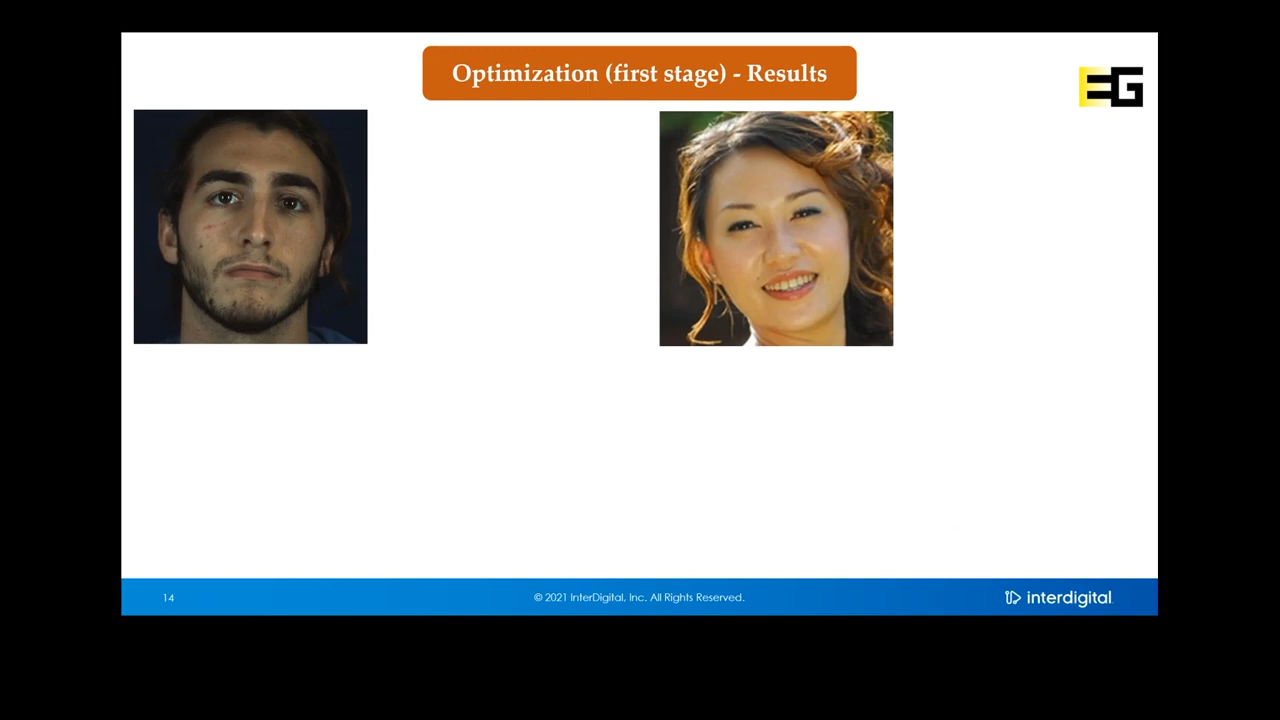 Optimization (first stage) - Results
EG
14
© 2021 InterDigital, Inc. All Rights Reserved.
interdigital